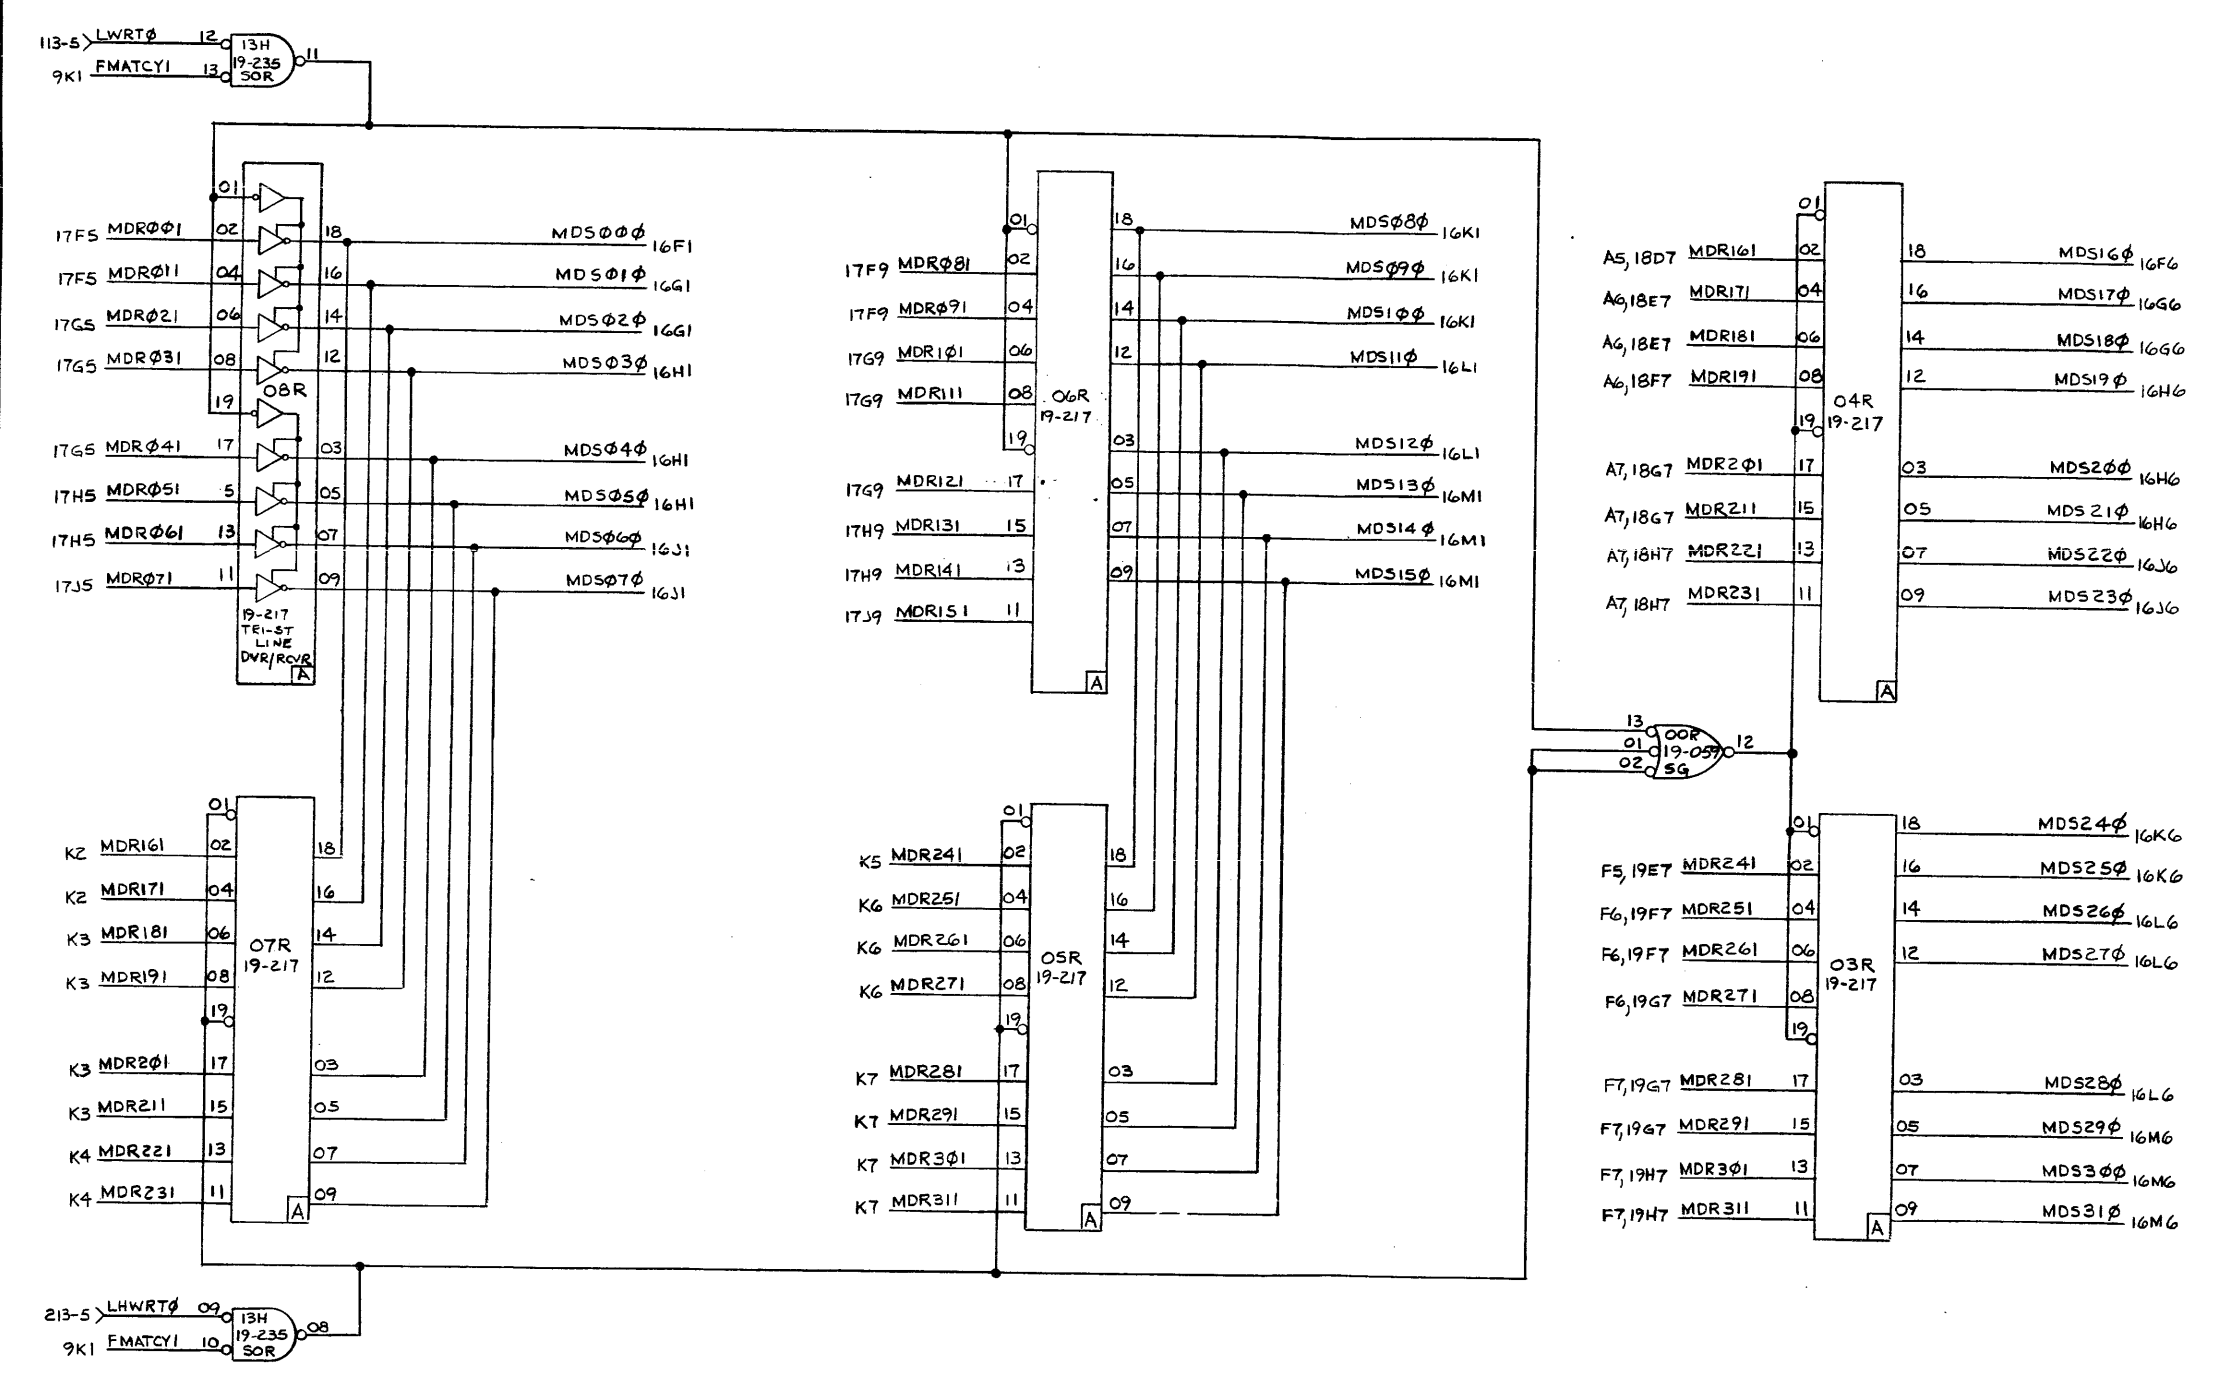 113-5 LWRTØ 12
13H
19-235
SOR
11
9K1 FMATCY1 13
01
17F5 MDRØØ1 02 18 MDSØØØ 16F1
17F5 MDRØ11 04 16 MDSØ1Ø 16G1
17G5 MDRØ21 06 14 MDSØ2Ø 16G1
17G5 MDRØ31 08 12 MDSØ3Ø 16H1
08R
19
17G5 MDRØ41 17 03 MDSØ4Ø 16H1
17H5 MDRØ51 5 05 MDSØ5Ø 16H1
17H5 MDRØ61 13 07 MDSØ6Ø 16J1
17J5 MDRØ71 11 09 MDSØ7Ø 16J1
19-217
TRI-ST
LINE
DVR/RCVR
A
01
18 MDSØ8Ø 16K1
17F9 MDRØ81 02 16 MDSØ9Ø 16K1
17F9 MDRØ91 04 14 MDS1ØØ 16K1
17G9 MDR1Ø1 06 12 MDS11Ø 16L1
17G9 MDR111 08
06R
19-217
19 03 MDS12Ø 16L1
17G9 MDR121 17 05 MDS13Ø 16M1
17H9 MDR131 15 07 MDS14Ø 16M1
17H9 MDR141 13 09 MDS15Ø 16M1
17J9 MDR151 11
A
01
A5,18D7 MDR161 02 18 MDS16Ø 16F6
A6,18E7 MDR171 04 16 MDS17Ø 16G6
A6,18E7 MDR181 06 14 MDS18Ø 16G6
A6,18F7 MDR191 08 12 MDS19Ø 16H6
04R
19 19-217
A7,18G7 MDR2Ø1 17 03 MDS2ØØ 16H6
A7,18G7 MDR211 15 05 MDS21Ø 16H6
A7,18H7 MDR221 13 07 MDS22Ø 16J6
A7,18H7 MDR231 11 09 MDS23Ø 16J6
A
13 00R
01 19-059 12
02 SG
01
K2 MDR161 02 18
K2 MDR171 04 16
K3 MDR181 06 14
07R
19-217
K3 MDR191 08 12
19
K3 MDR2Ø1 17 03
K3 MDR211 15 05
K4 MDR221 13 07
K4 MDR231 11 09
A
01
K5 MDR241 02 18
K6 MDR251 04 16
K6 MDR261 06 14
05R
19-217
K6 MDR271 08 12
19
K7 MDR281 17 03
K7 MDR291 15 05
K7 MDR3Ø1 13 07
K7 MDR311 11 09
A
01 18 MDS24Ø 16K6
F5,19E7 MDR241 02 16 MDS25Ø 16K6
F6,19F7 MDR251 04 14 MDS26Ø 16L6
F6,19F7 MDR261 06 12 MDS27Ø 16L6
03R
19-217
F6,19G7 MDR271 08
19
F7,19G7 MDR281 17 03 MDS28Ø 16L6
F7,19G7 MDR291 15 05 MDS29Ø 16M6
F7,19H7 MDR3Ø1 13 07 MDS3ØØ 16M6
F7,19H7 MDR311 11 09 MDS31Ø 16M6
A
213-5 LHWRTØ 09
13H
19-235
SOR
08
9K1 FMATCY1 10